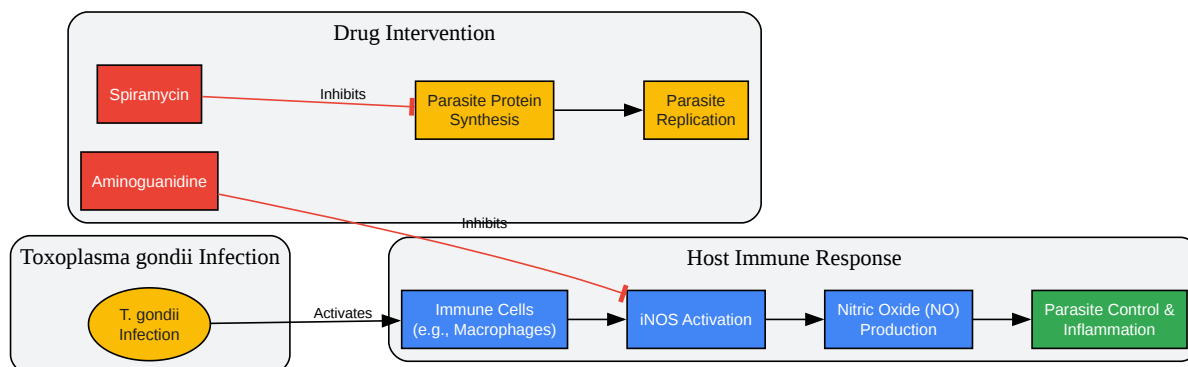 Drug Intervention
Spiramycin
Inhibits
Parasite Protein
Synthesis
Parasite
Replication
Aminoguanidine
Inhibits
Toxoplasma gondii Infection
T. gondii
Infection
Activates
Host Immune Response
Immune Cells
(e.g., Macrophages)
iNOS Activation
Nitric Oxide (NO)
Production
Parasite Control &
Inflammation